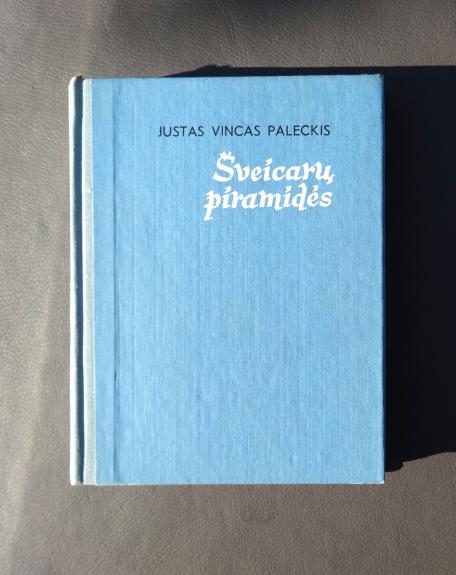 JUSTAS VINCAS PALECKIS
Šveicarų
piramidės